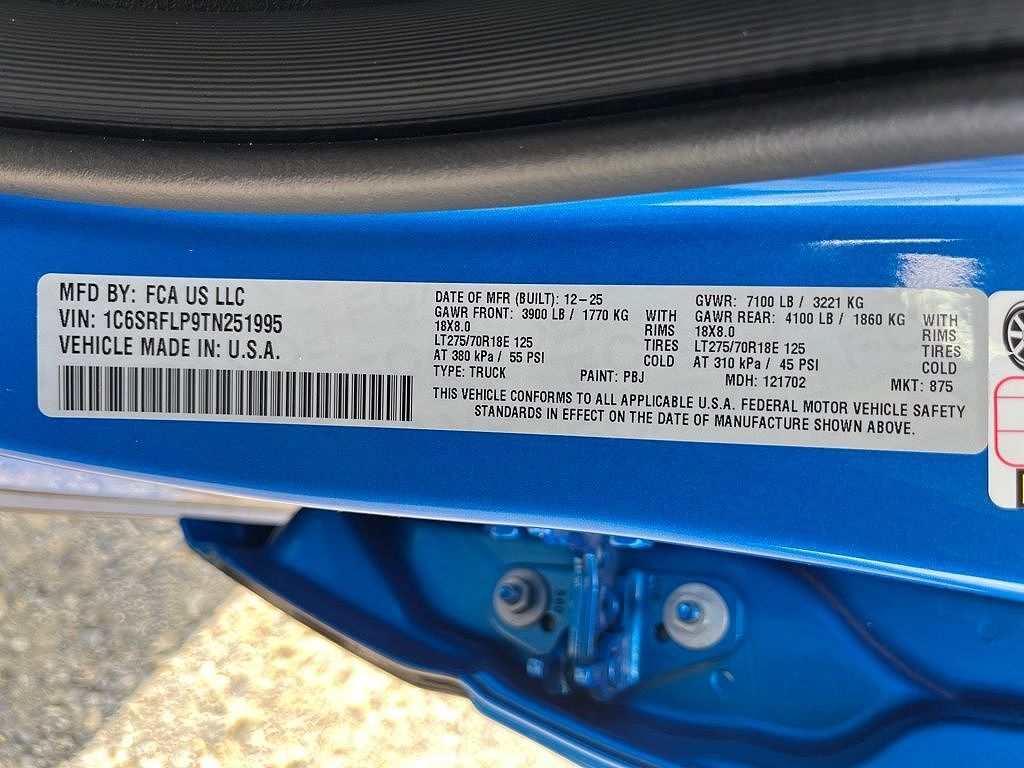 MFD BY: FCA US LLC
VIN: 1C6SRFLP9TN251995
VEHICLE MADE IN: U.S.A.
DATE OF MFR (BUILT): 12-25
GAWR FRONT: 3900 LB / 1770 KG WITH
18X8.0 RIMS
LT275/70R18E 125 TIRES
AT 380 kPa / 55 PSI COLD
TYPE: TRUCK PAINT: PBJ
GVWR: 7100 LB / 3221 KG
GAWR REAR: 4100 LB / 1860 KG WITH
18X8.0 RIMS
LT275/70R18E 125 TIRES
AT 310 kPa / 45 PSI COLD
MDH: 121702 MKT: 875
THIS VEHICLE CONFORMS TO ALL APPLICABLE U.S.A. FEDERAL MOTOR VEHICLE SAFETY
STANDARDS IN EFFECT ON THE DATE OF MANUFACTURE SHOWN ABOVE.